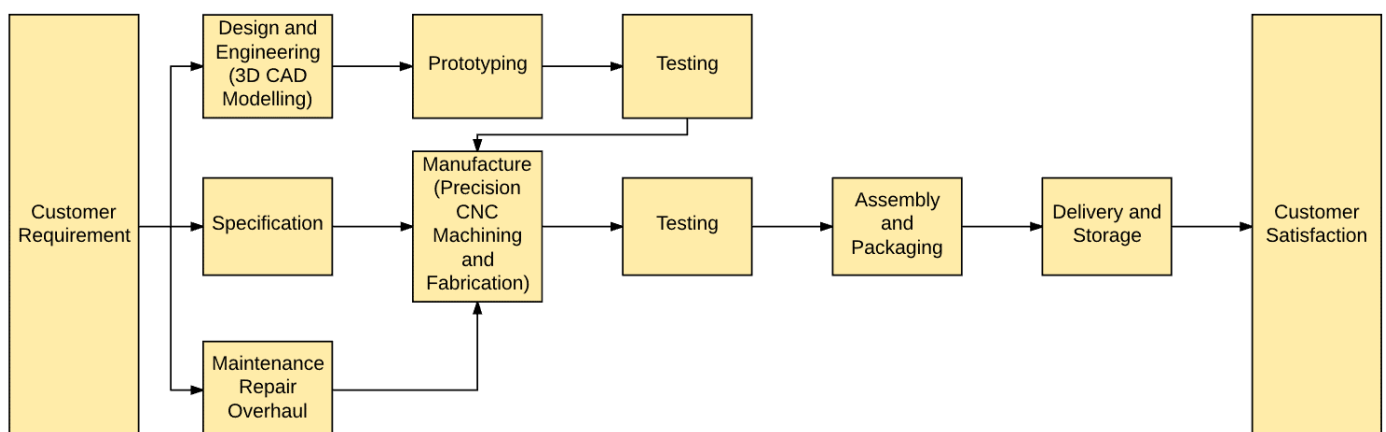 Design and
Engineering
(3D CAD
Modelling)
Prototyping
Testing
Customer
Requirement
Specification
Manufacture
(Precision
CNC
Machining
and
Fabrication)
Testing
Assembly
and
Packaging
Delivery and
Storage
Customer
Satisfaction
Maintenance
Repair
Overhaul